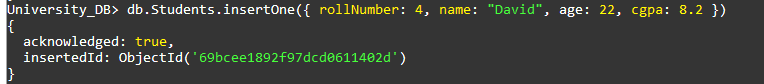 University_DB> db.Students.insertOne({ rollNumber: 4, name: "David", age: 22, cgpa: 8.2 })
{
  acknowledged: true,
  insertedId: ObjectId('69bcee1892f97dcd0611402d')
}